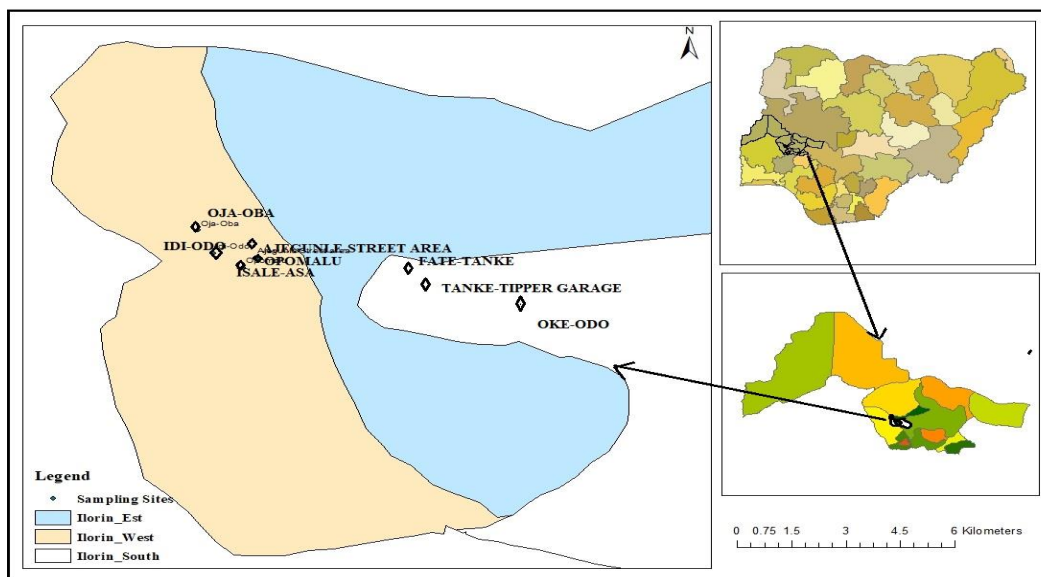 N
OJA-OBA
Oja-Oba
IDI-ODO
AJEGUNLE STREET AREA
OPOMALU
ISALE-ASA
FATE-TANKE
TANKE-TIPPER GARAGE
OKE-ODO
Legend
Sampling Sites
Ilorin_Est
Ilorin_West
Ilorin_South
0 0.75 1.5 3 4.5 6 Kilometers